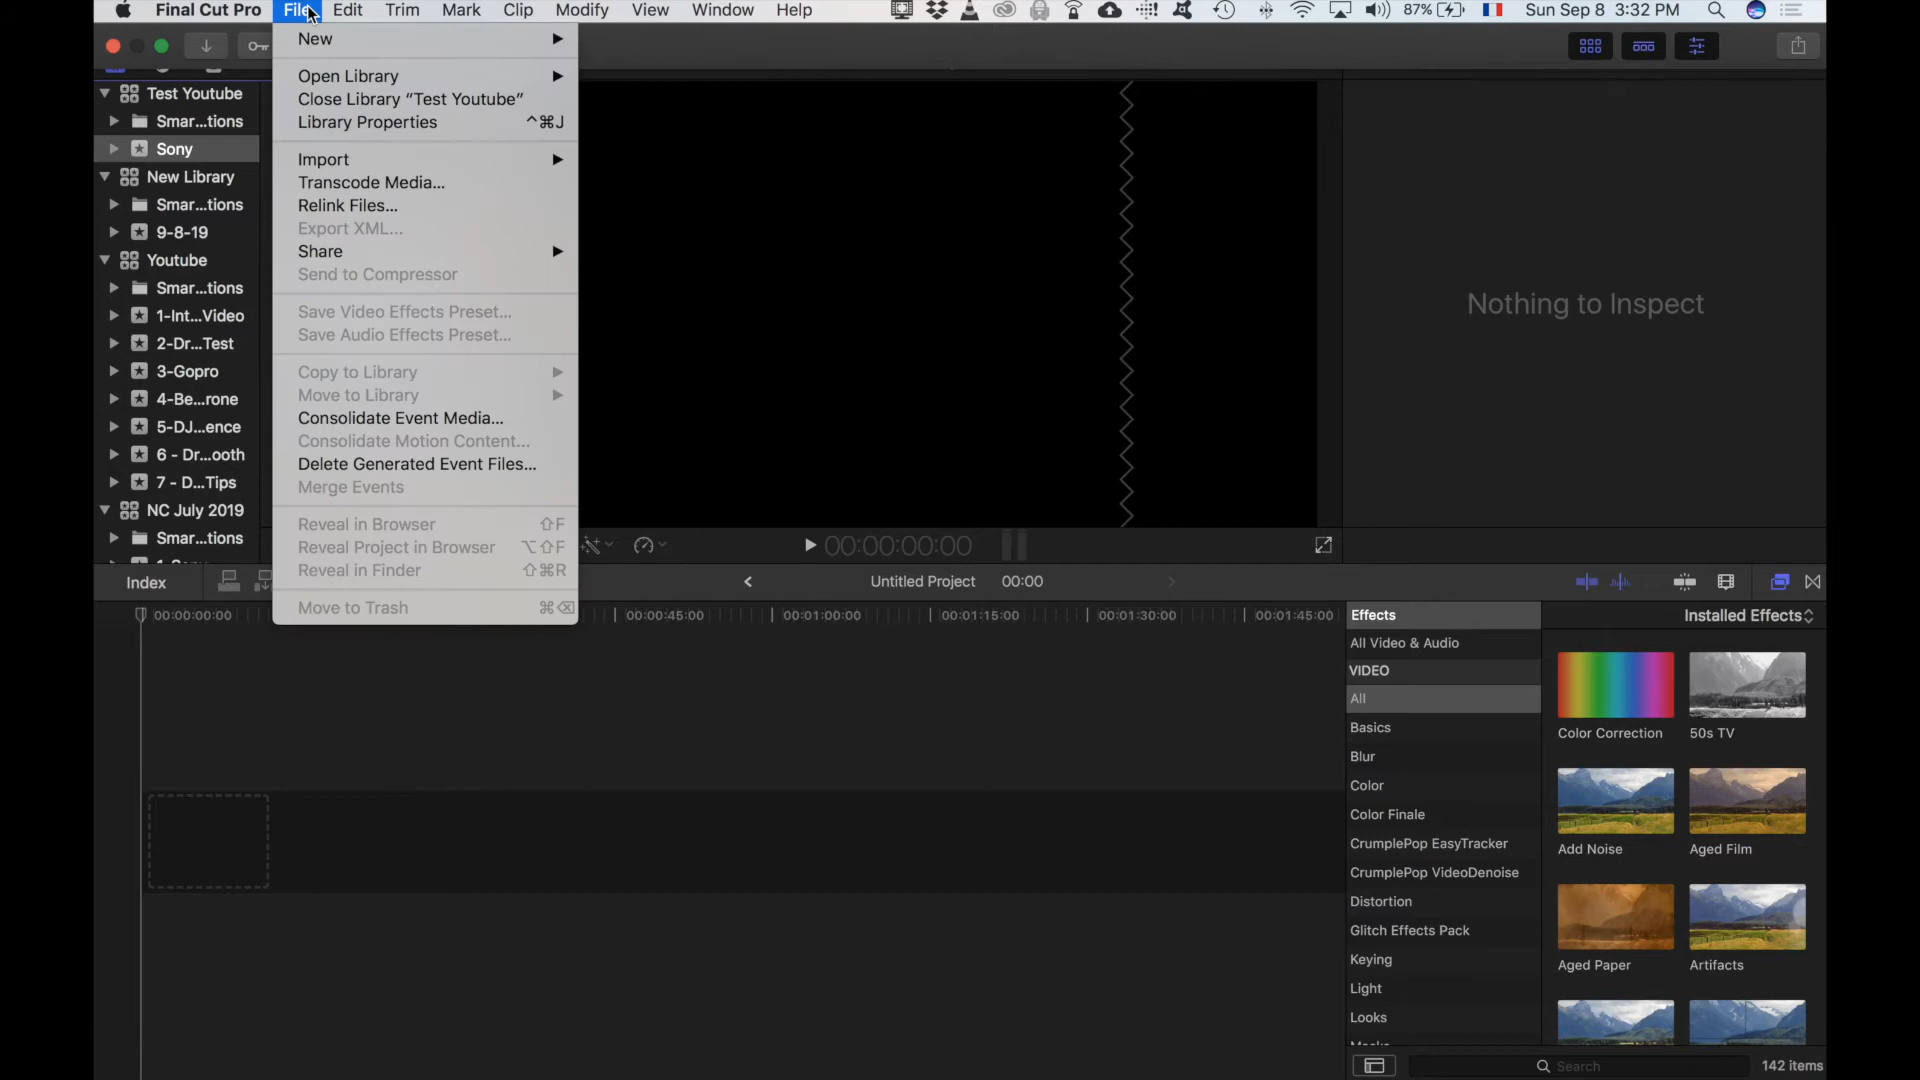 Final Cut Pro File Edit Trim Mark Clip Modify View Window Help 87% Sun Sep 8 3:32 PM
New
Open Library
Close Library “Test Youtube”
Library Properties ^⌘J
Import
Transcode Media...
Relink Files...
Export XML...
Share
Send to Compressor
Save Video Effects Preset...
Save Audio Effects Preset...
Copy to Library
Move to Library
Consolidate Event Media...
Consolidate Motion Content...
Delete Generated Event Files...
Merge Events
Reveal in Browser ⇧F
Reveal Project in Browser ⌥⇧F
Reveal in Finder ⇧⌘R
Move to Trash ⌘⌫
Test Youtube
Smar...tions
Sony
New Library
Smar...tions
9-8-19
Youtube
Smar...tions
1-Int...Video
2-Dr...Test
3-Gopro
4-Be...rone
5-DJ...ence
6 - Dr...ooth
7 - D...Tips
NC July 2019
Smar...tions
Nothing to Inspect
00:00:00:00
Index Untitled Project 00:00
00:00:00:00 00:00:45:00 00:01:00:00 00:01:15:00 00:01:30:00 00:01:45:00
Effects
All Video & Audio
VIDEO
All
Basics
Blur
Color
Color Finale
CrumplePop EasyTracker
CrumplePop VideoDenoise
Distortion
Glitch Effects Pack
Keying
Light
Looks
Installed Effects
Color Correction 50s TV
Add Noise Aged Film
Aged Paper Artifacts
Search 142 items